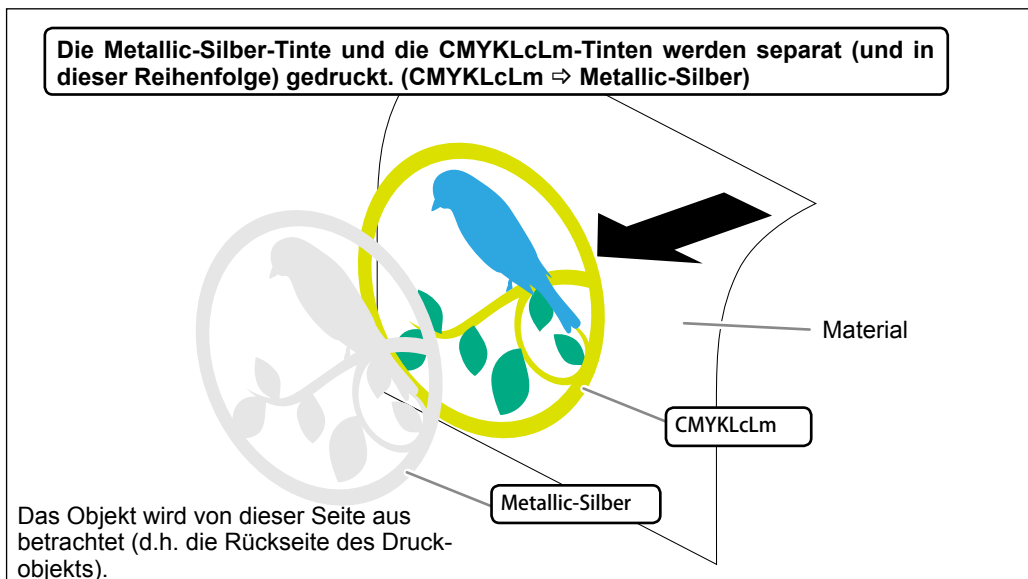 Die Metallic-Silber-Tinte und die CMYKLcLm-Tinten werden separat (und in
dieser Reihenfolge) gedruckt. (CMYKLcLm ⇨ Metallic-Silber)
Material
CMYKLcLm
Metallic-Silber
Das Objekt wird von dieser Seite aus
betrachtet (d.h. die Rückseite des Druck-
objekts).